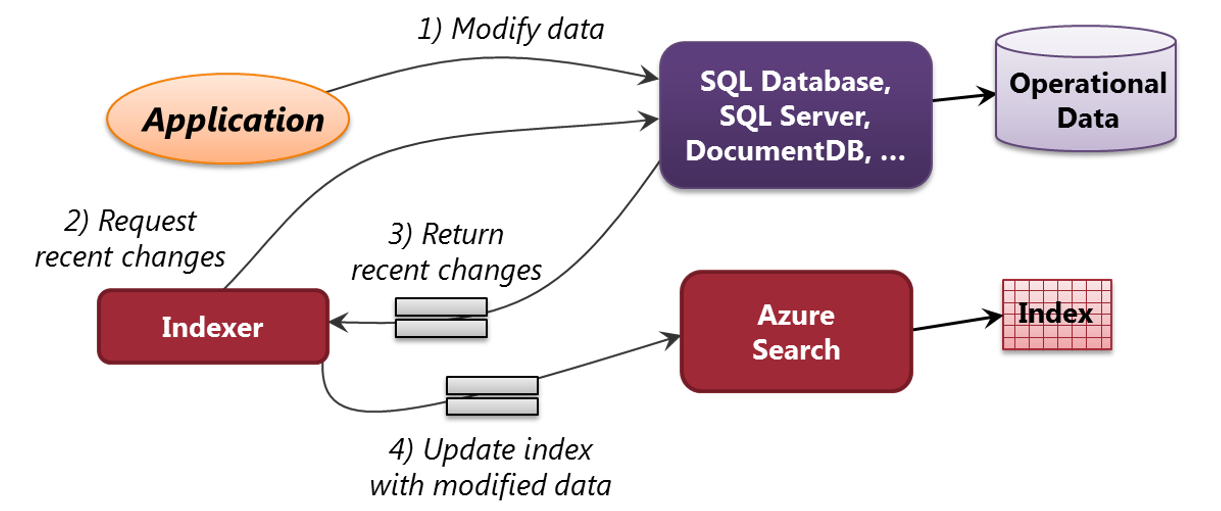 1) Modify data
Application
SQL Database,
SQL Server,
DocumentDB, ...
Operational
Data
2) Request
recent changes
3) Return
recent changes
Indexer
Azure
Search
Index
4) Update index
with modified data